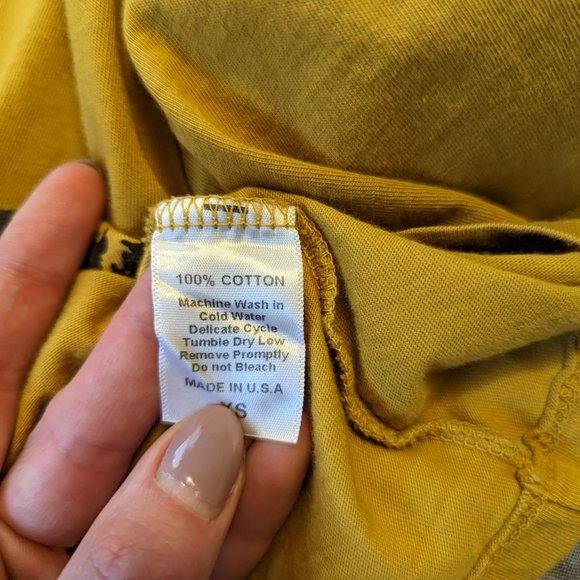 100% COTTON
Machine Wash in
Cold Water
Delicate Cycle
Tumble Dry Low
Remove Promptly
Do not Bleach
MADE IN U.S.A
XS